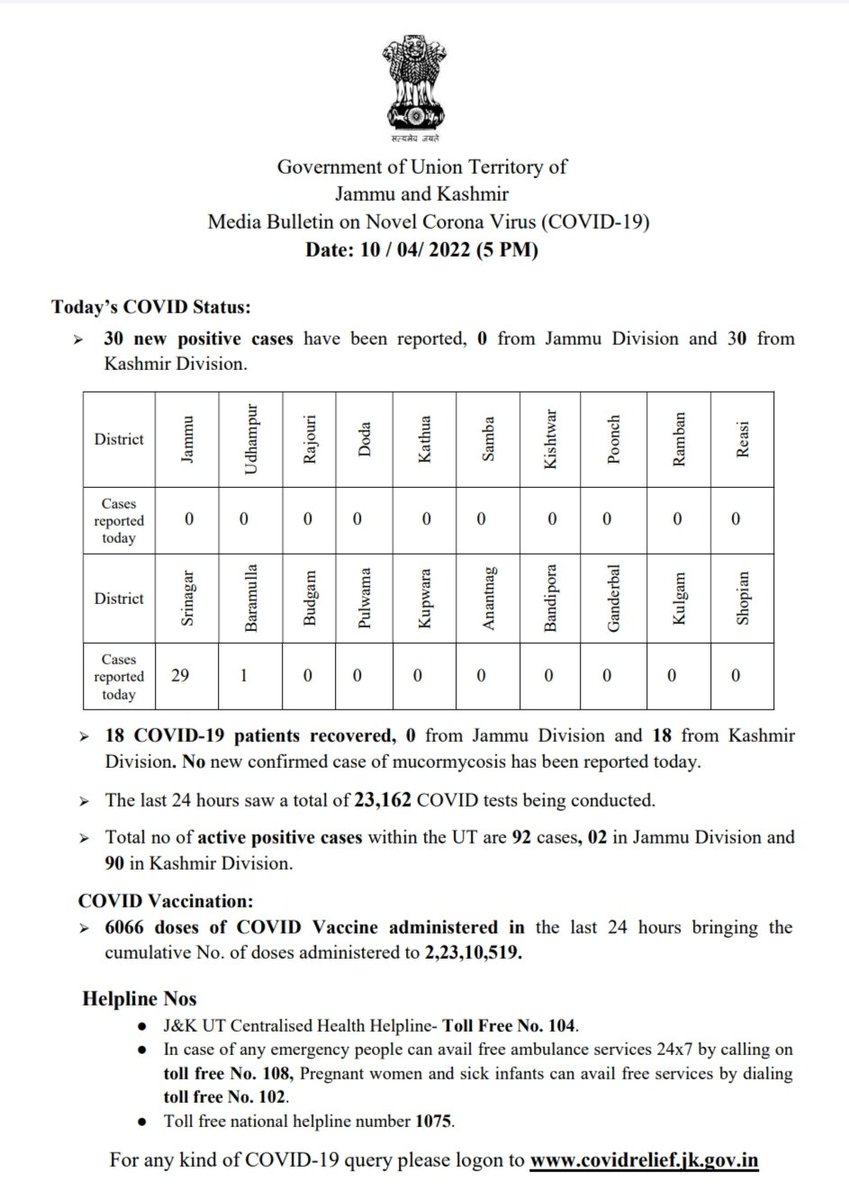 सत्यमेव जयते
Government of Union Territory of
Jammu and Kashmir
Media Bulletin on Novel Corona Virus (COVID-19)
Date: 10 / 04/ 2022 (5 PM)
Today’s COVID Status:
➢ 30 new positive cases have been reported, 0 from Jammu Division and 30 from
Kashmir Division.
District Jammu Udhampur Rajouri Doda Kathua Samba Kishtwar Poonch Ramban Reasi
Cases
reported
today
0 0 0 0 0 0 0 0 0 0
District Srinagar Baramulla Budgam Pulwama Kupwara Anantnag Bandipora Ganderbal Kulgam Shopian
Cases
reported
today
29 1 0 0 0 0 0 0 0 0
➢ 18 COVID-19 patients recovered, 0 from Jammu Division and 18 from Kashmir
Division. No new confirmed case of mucormycosis has been reported today.
➢ The last 24 hours saw a total of 23,162 COVID tests being conducted.
➢ Total no of active positive cases within the UT are 92 cases, 02 in Jammu Division and
90 in Kashmir Division.
COVID Vaccination:
➢ 6066 doses of COVID Vaccine administered in the last 24 hours bringing the
cumulative No. of doses administered to 2,23,10,519.
Helpline Nos
● J&K UT Centralised Health Helpline- Toll Free No. 104.
● In case of any emergency people can avail free ambulance services 24x7 by calling on
toll free No. 108, Pregnant women and sick infants can avail free services by dialing
toll free No. 102.
● Toll free national helpline number 1075.
For any kind of COVID-19 query please logon to www.covidrelief.jk.gov.in